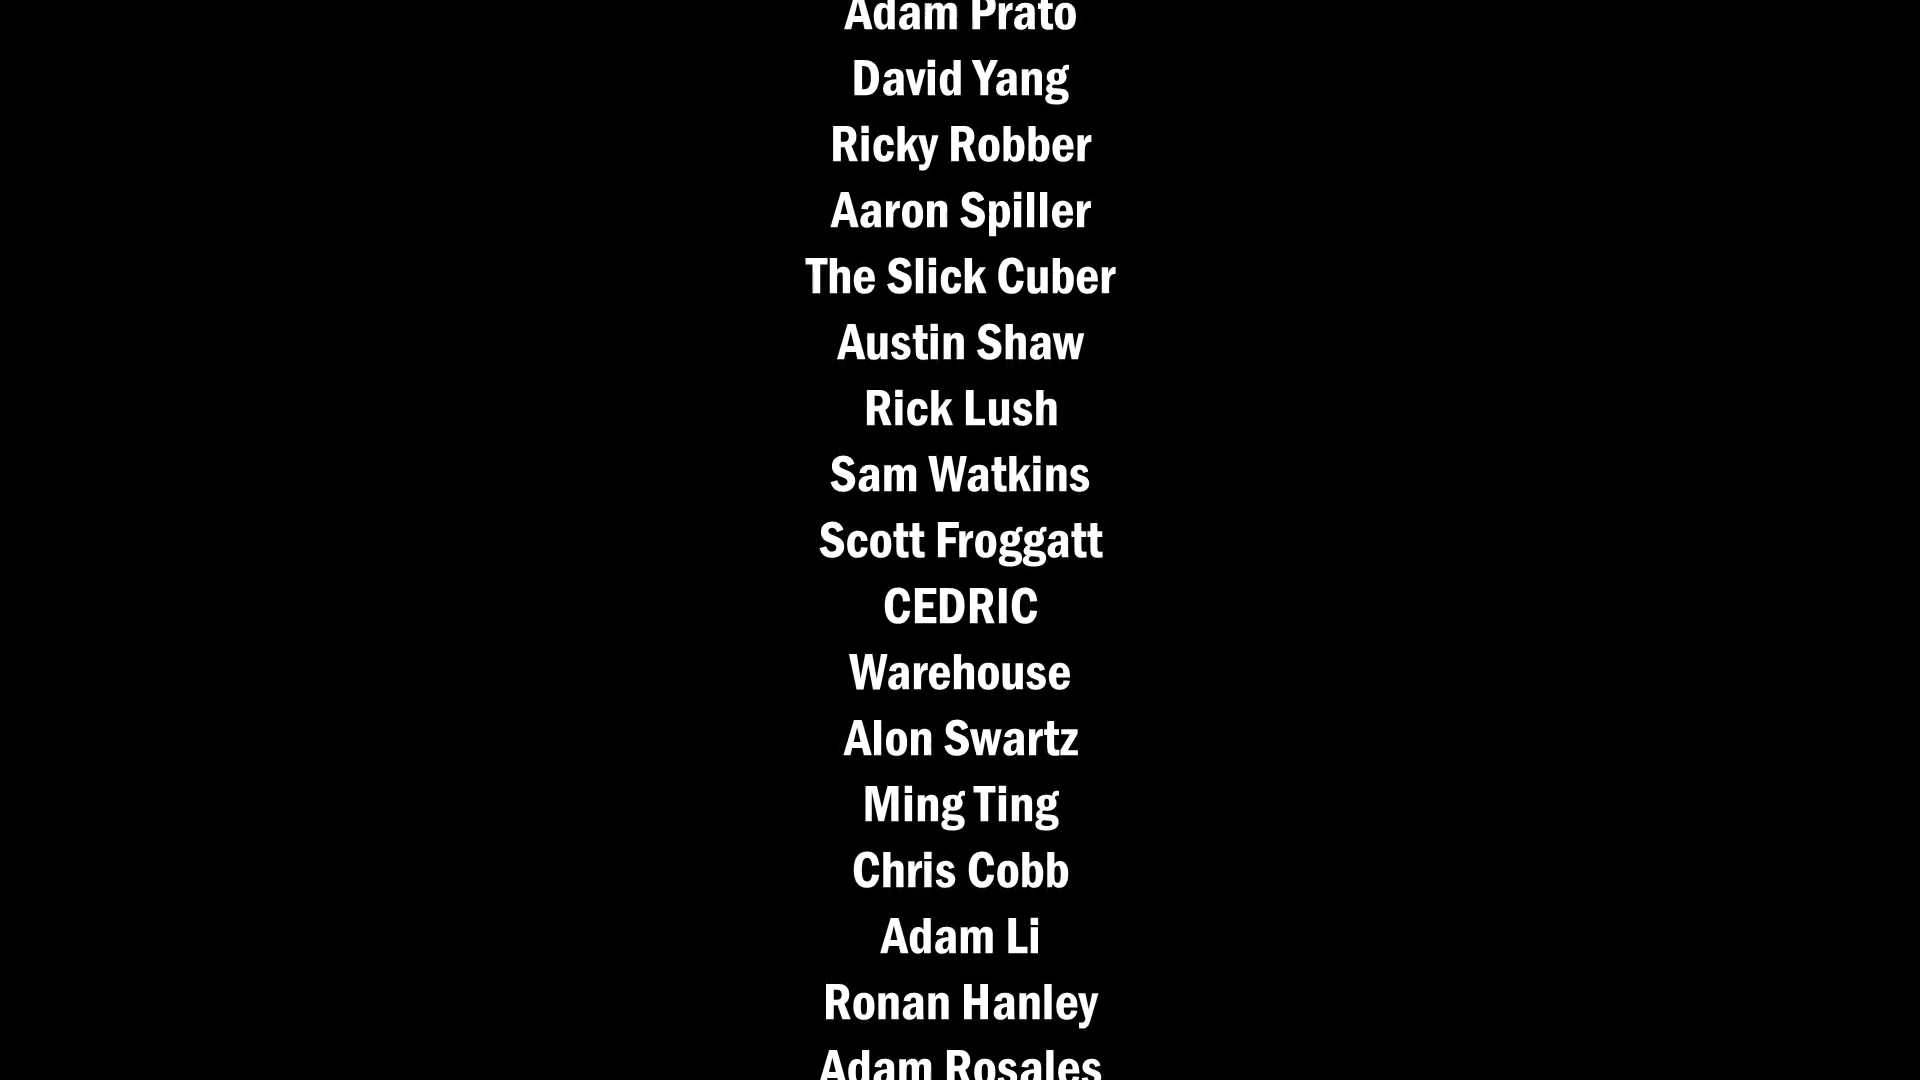 Adam Prato
David Yang
Ricky Robber
Aaron Spiller
The Slick Cuber
Austin Shaw
Rick Lush
Sam Watkins
Scott Froggatt
CEDRIC
Warehouse
Alon Swartz
Ming Ting
Chris Cobb
Adam Li
Ronan Hanley
Adam Rosales